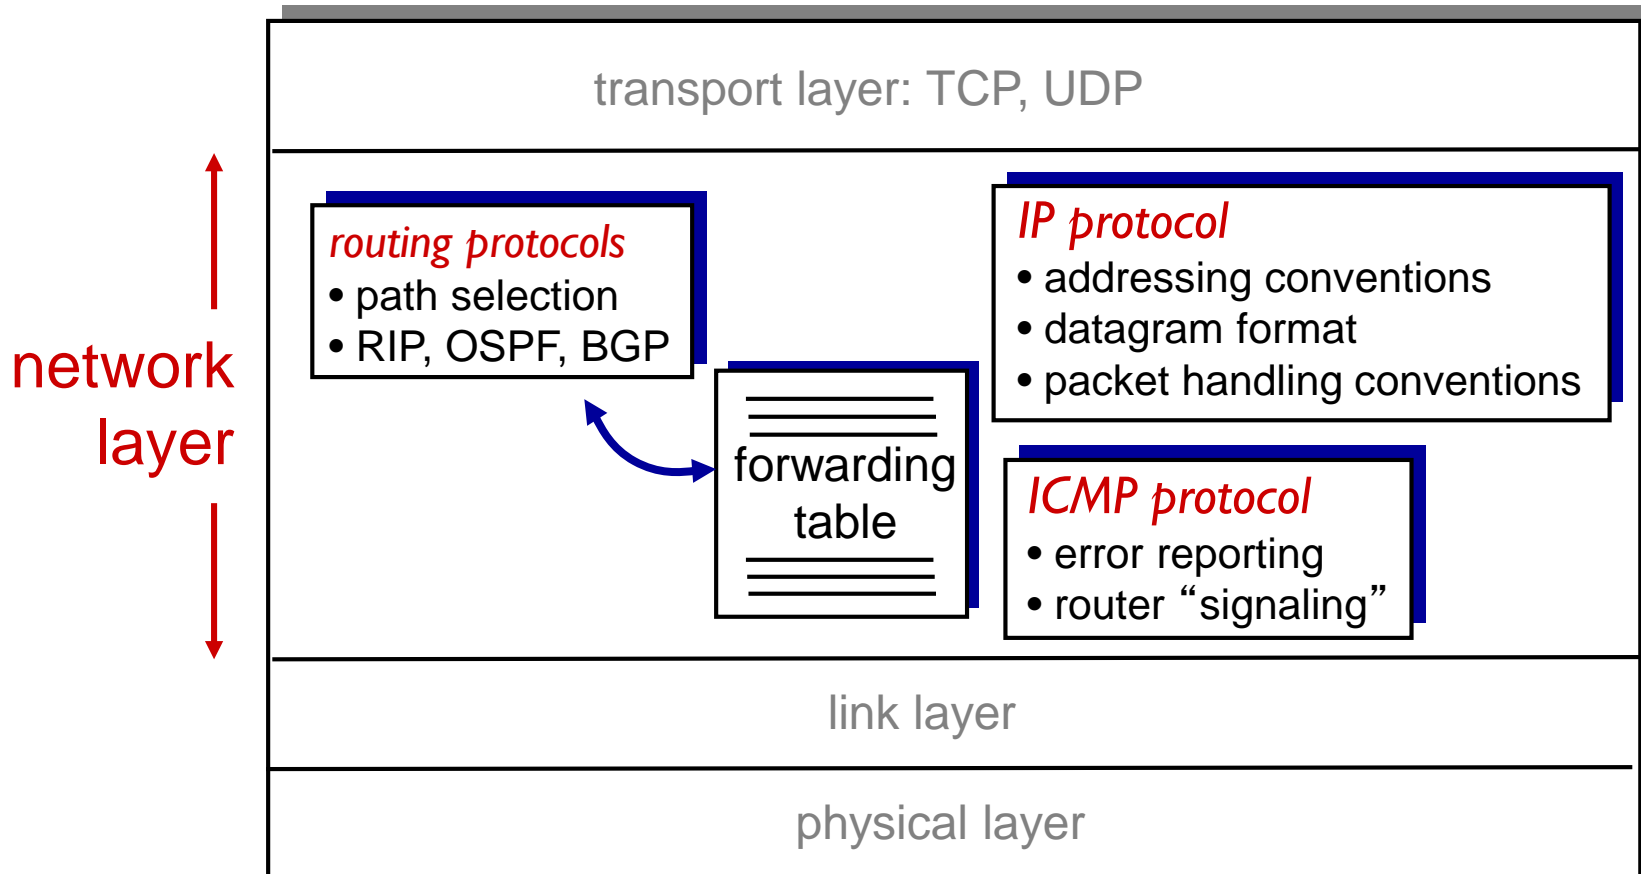 transport layer: TCP, UDP
network
layer
routing protocols
• path selection
• RIP, OSPF, BGP
forwarding
table
IP protocol
• addressing conventions
• datagram format
• packet handling conventions
ICMP protocol
• error reporting
• router “signaling”
link layer
physical layer